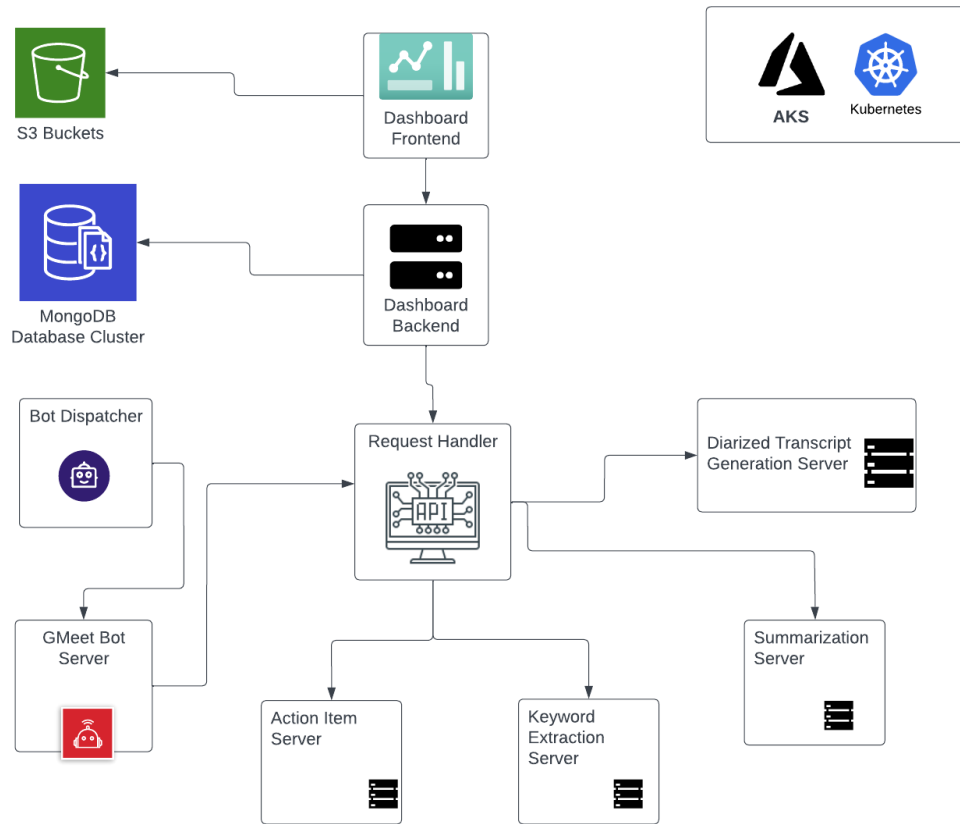 S3 Buckets
Dashboard
Frontend
AKS
Kubernetes
MongoDB
Database Cluster
Dashboard
Backend
Bot Dispatcher
Request Handler
API
Diarized Transcript
Generation Server
GMeet Bot
Server
Summarization
Server
Action Item
Server
Keyword
Extraction
Server